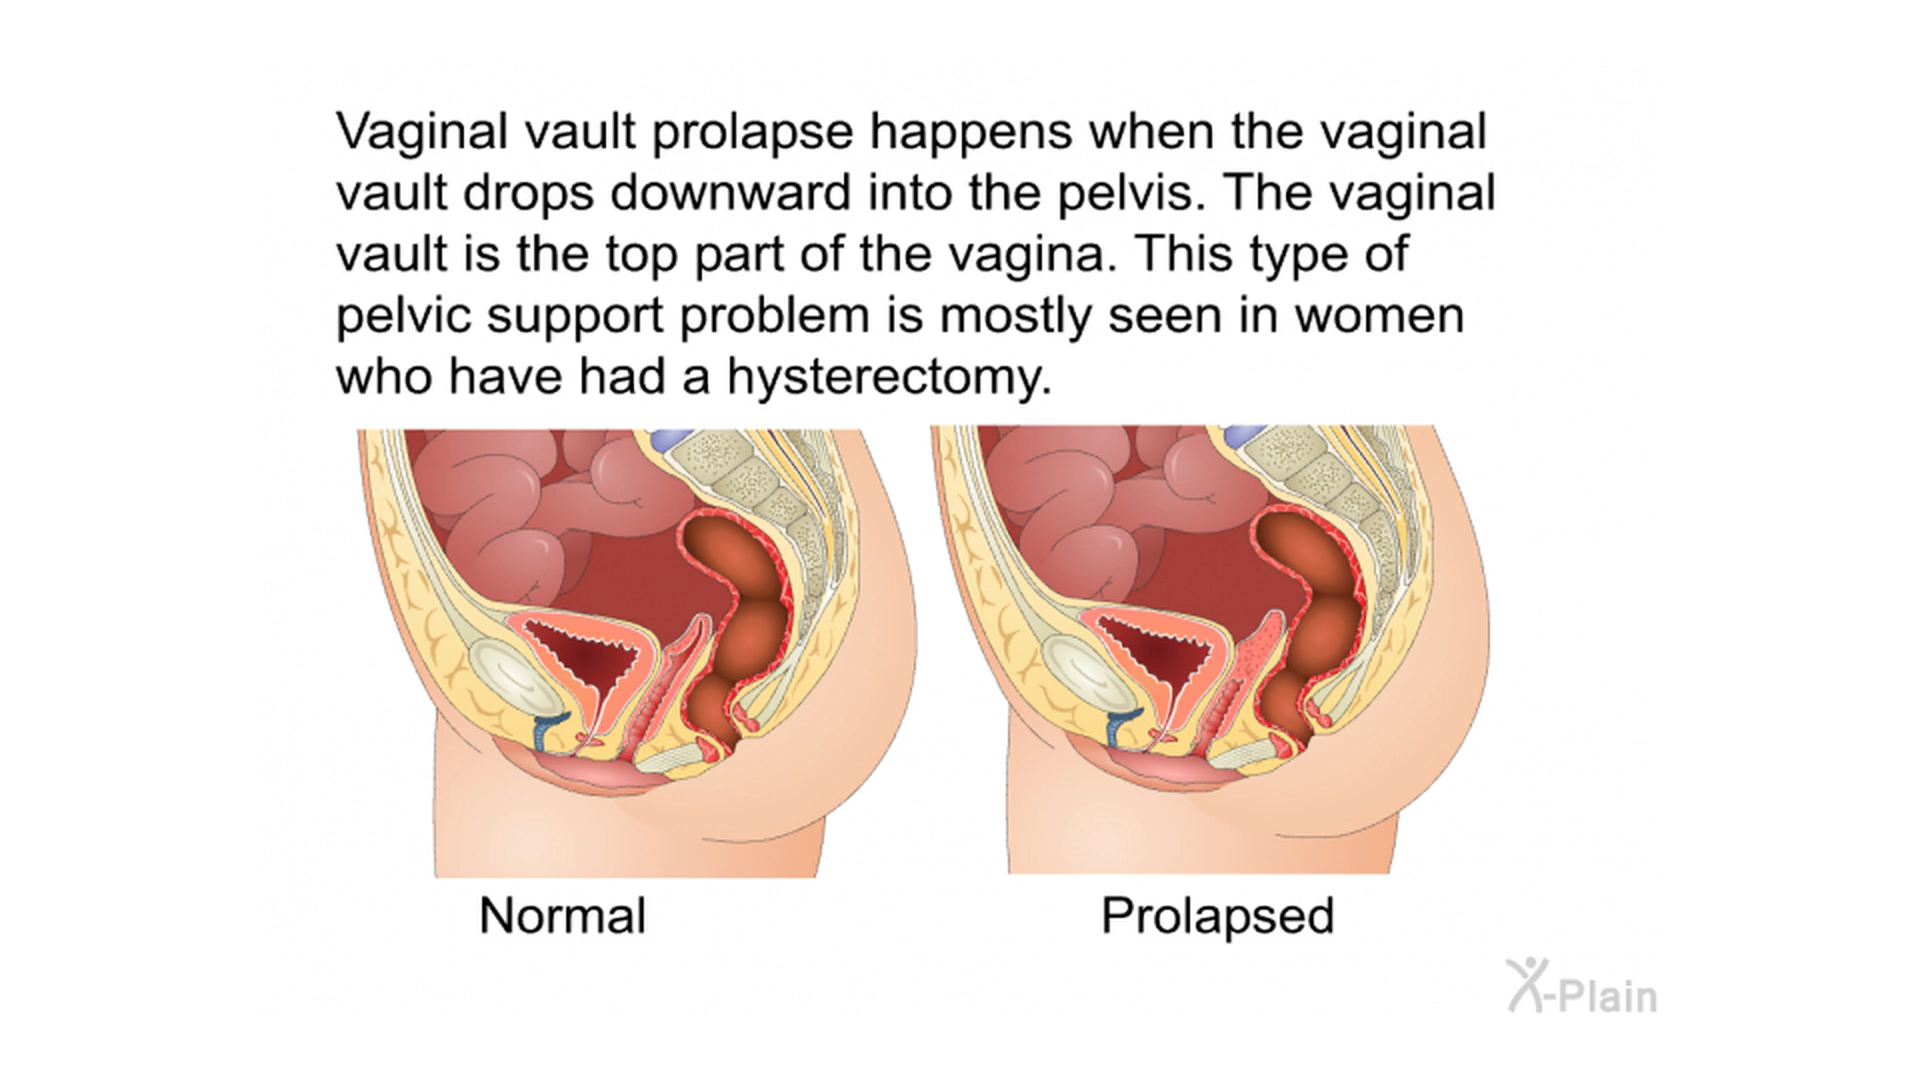 Vaginal vault prolapse happens when the vaginal
vault drops downward into the pelvis. The vaginal
vault is the top part of the vagina. This type of
pelvic support problem is mostly seen in women
who have had a hysterectomy.
Normal
Prolapsed
X-Plain